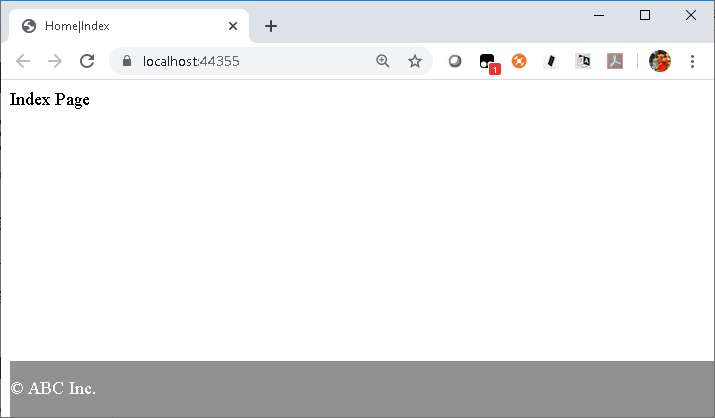 Home|Index
localhost:44355
1
Index Page
© ABC Inc.